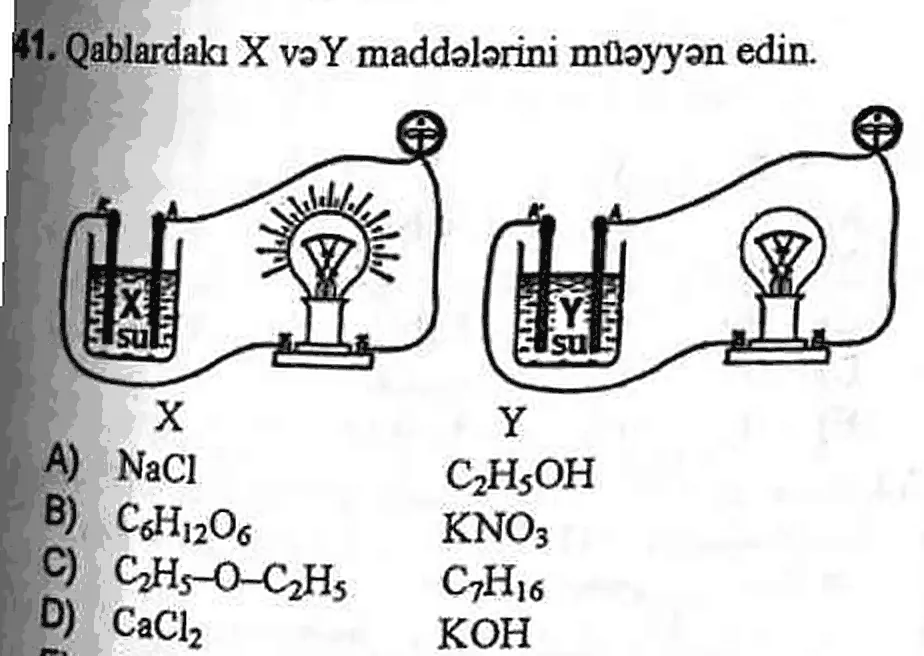 41. Qablardakı X və Y maddələrini müəyyən edin.
K A
X
su
K A
Y
su
X Y
A) NaCl C₂H₅OH
B) C₆H₁₂O₆ KNO₃
C) C₂H₅–O–C₂H₅ C₇H₁₆
D) CaCl₂ KOH